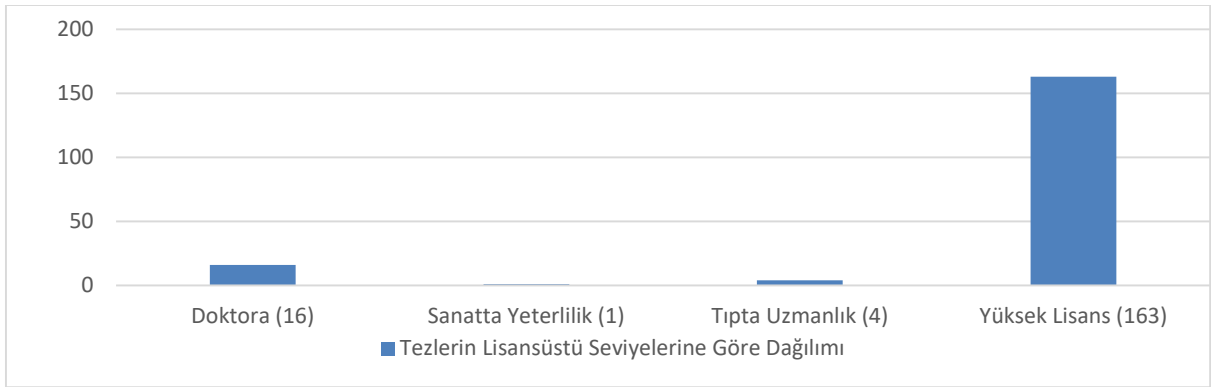 200
150
100
50
0
Doktora (16) Sanatta Yeterlilik (1) Tıpta Uzmanlık (4) Yüksek Lisans (163)
Tezlerin Lisansüstü Seviyelerine Göre Dağılımı